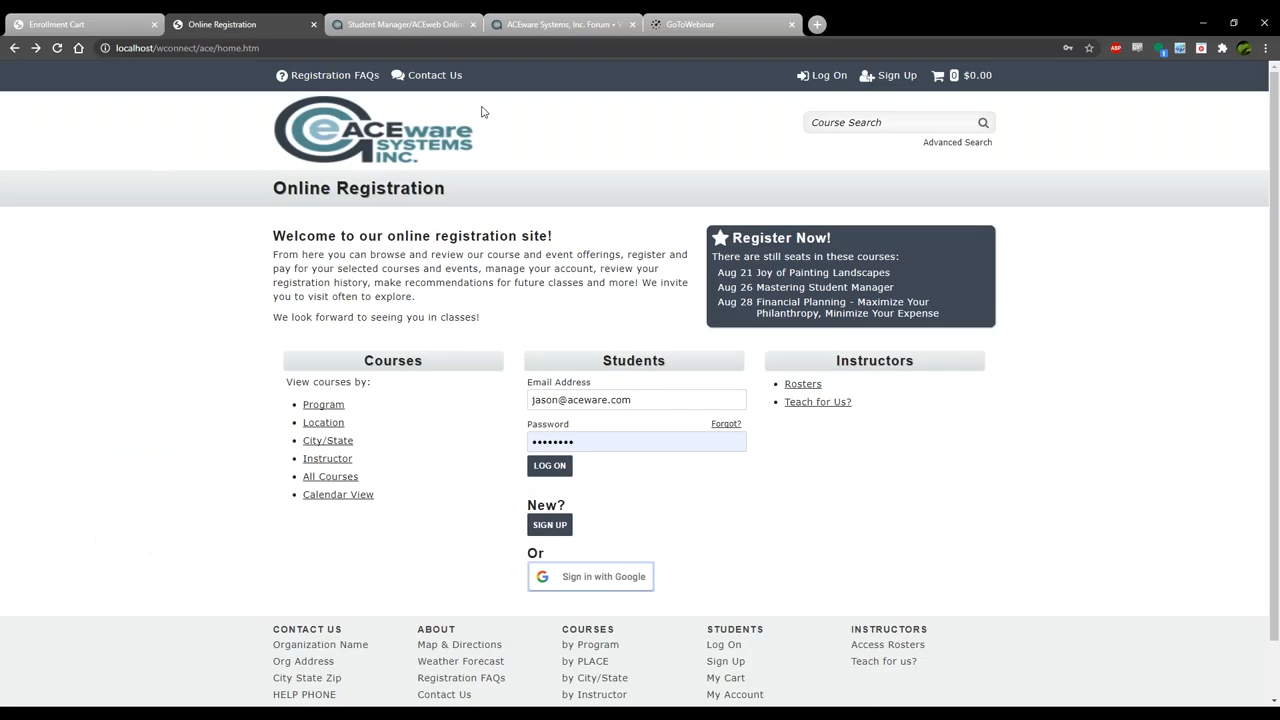 Enrollment Cart
Online Registration
Student Manager/ACEweb Onlin
ACEware Systems, Inc. Forum •
GoToWebinar
localhost/wconnect/ace/home.htm
Registration FAQs
Contact Us
Log On
Sign Up
0
$0.00
ACEware
SYSTEMS
INC.
Course Search
Advanced Search
Online Registration
Welcome to our online registration site!
From here you can browse and review our course and event offerings, register and
pay for your selected courses and events, manage your account, review your
registration history, make recommendations for future classes and more! We invite
you to visit often to explore.
We look forward to seeing you in classes!
Register Now!
There are still seats in these courses:
Aug 21 Joy of Painting Landscapes
Aug 26 Mastering Student Manager
Aug 28 Financial Planning - Maximize Your
Philanthropy, Minimize Your Expense
Courses
View courses by:
• Program
• Location
• City/State
• Instructor
• All Courses
• Calendar View
Students
Email Address
jason@aceware.com
Password
Forgot?
••••••••
LOG ON
New?
SIGN UP
Or
Sign in with Google
Instructors
• Rosters
• Teach for Us?
CONTACT US
Organization Name
Org Address
City State Zip
HELP PHONE
ABOUT
Map & Directions
Weather Forecast
Registration FAQs
Contact Us
COURSES
by Program
by PLACE
by City/State
by Instructor
STUDENTS
Log On
Sign Up
My Cart
My Account
INSTRUCTORS
Access Rosters
Teach for us?